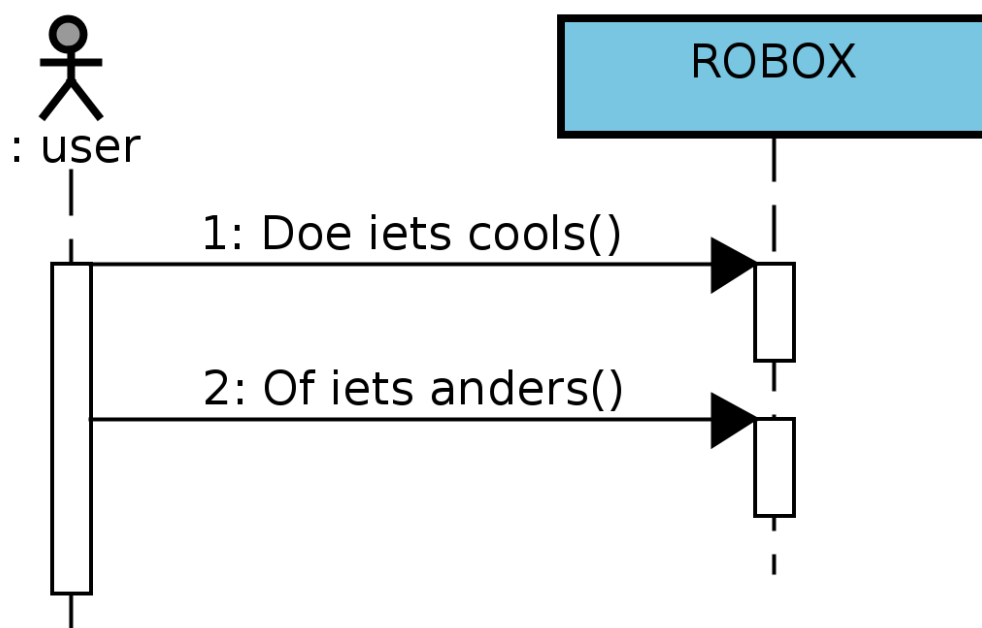 ROBOX
: user
1: Doe iets cools()
2: Of iets anders()